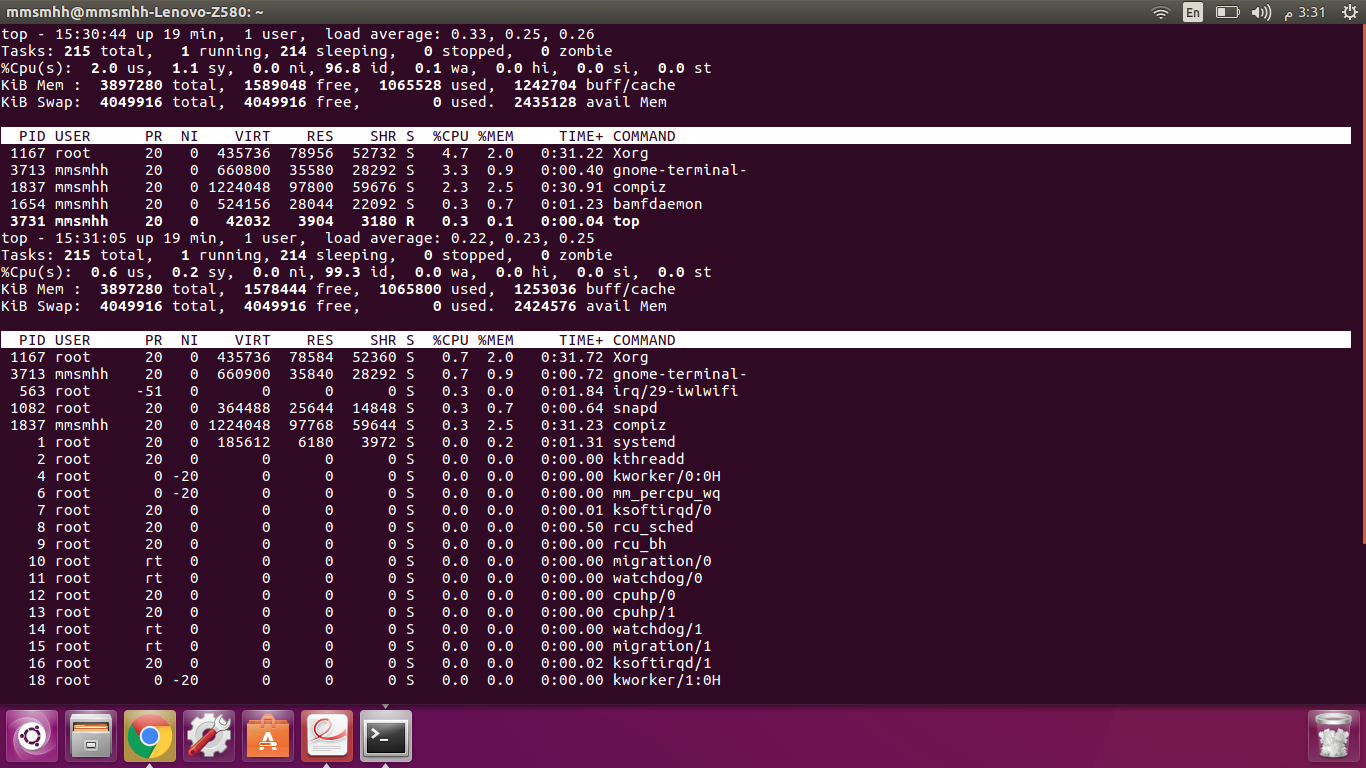 mmsmhh@mmsmhh-Lenovo-Z580: ~
En 3:31 م
top - 15:30:44 up 19 min,  1 user,  load average: 0.33, 0.25, 0.26
Tasks: 215 total,   1 running, 214 sleeping,   0 stopped,   0 zombie
%Cpu(s):  2.0 us,  1.1 sy,  0.0 ni, 96.8 id,  0.1 wa,  0.0 hi,  0.0 si,  0.0 st
KiB Mem :  3897280 total,  1589048 free,  1065528 used,  1242704 buff/cache
KiB Swap:  4049916 total,  4049916 free,        0 used.  2435128 avail Mem
  PID USER      PR  NI    VIRT    RES    SHR S  %CPU %MEM     TIME+ COMMAND
 1167 root      20   0  435736  78956  52732 S   4.7  2.0   0:31.22 Xorg
 3713 mmsmhh    20   0  660800  35580  28292 S   3.3  0.9   0:00.40 gnome-terminal-
 1837 mmsmhh    20   0 1224048  97800  59676 S   2.3  2.5   0:30.91 compiz
 1654 mmsmhh    20   0  524156  28044  22092 S   0.3  0.7   0:01.23 bamfdaemon
 3731 mmsmhh    20   0   42032   3904   3180 R   0.3  0.1   0:00.04 top
top - 15:31:05 up 19 min,  1 user,  load average: 0.22, 0.23, 0.25
Tasks: 215 total,   1 running, 214 sleeping,   0 stopped,   0 zombie
%Cpu(s):  0.6 us,  0.2 sy,  0.0 ni, 99.3 id,  0.0 wa,  0.0 hi,  0.0 si,  0.0 st
KiB Mem :  3897280 total,  1578444 free,  1065800 used,  1253036 buff/cache
KiB Swap:  4049916 total,  4049916 free,        0 used.  2424576 avail Mem
  PID USER      PR  NI    VIRT    RES    SHR S  %CPU %MEM     TIME+ COMMAND
 1167 root      20   0  435736  78584  52360 S   0.7  2.0   0:31.72 Xorg
 3713 mmsmhh    20   0  660900  35840  28292 S   0.7  0.9   0:00.72 gnome-terminal-
  563 root     -51   0       0      0      0 S   0.3  0.0   0:01.84 irq/29-iwlwifi
 1082 root      20   0  364488  25644  14848 S   0.3  0.7   0:00.64 snapd
 1837 mmsmhh    20   0 1224048  97768  59644 S   0.3  2.5   0:31.23 compiz
    1 root      20   0  185612   6180   3972 S   0.0  0.2   0:01.31 systemd
    2 root      20   0       0      0      0 S   0.0  0.0   0:00.00 kthreadd
    4 root       0 -20       0      0      0 S   0.0  0.0   0:00.00 kworker/0:0H
    6 root       0 -20       0      0      0 S   0.0  0.0   0:00.00 mm_percpu_wq
    7 root      20   0       0      0      0 S   0.0  0.0   0:00.01 ksoftirqd/0
    8 root      20   0       0      0      0 S   0.0  0.0   0:00.50 rcu_sched
    9 root      20   0       0      0      0 S   0.0  0.0   0:00.00 rcu_bh
   10 root      rt   0       0      0      0 S   0.0  0.0   0:00.00 migration/0
   11 root      rt   0       0      0      0 S   0.0  0.0   0:00.00 watchdog/0
   12 root      20   0       0      0      0 S   0.0  0.0   0:00.00 cpuhp/0
   13 root      20   0       0      0      0 S   0.0  0.0   0:00.00 cpuhp/1
   14 root      rt   0       0      0      0 S   0.0  0.0   0:00.00 watchdog/1
   15 root      rt   0       0      0      0 S   0.0  0.0   0:00.00 migration/1
   16 root      20   0       0      0      0 S   0.0  0.0   0:00.02 ksoftirqd/1
   18 root       0 -20       0      0      0 S   0.0  0.0   0:00.00 kworker/1:0H